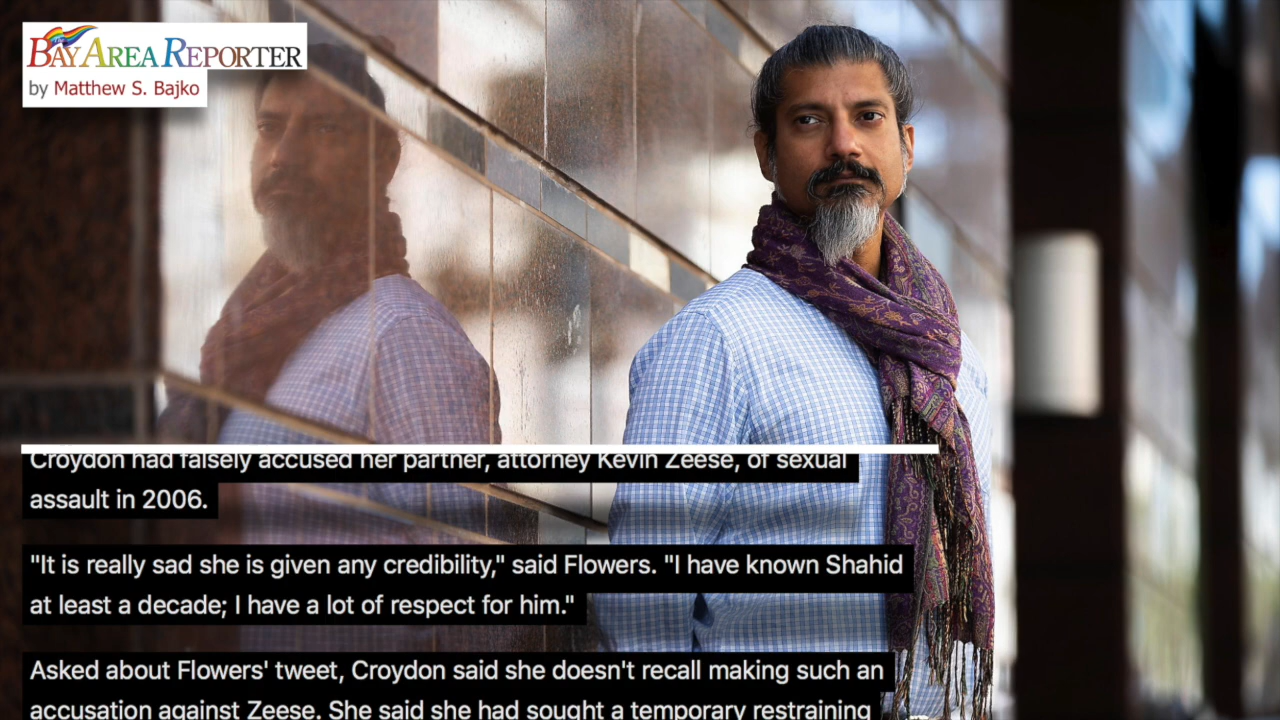 BAY AREA REPORTER
by Matthew S. Bajko
Croydon had falsely accused her partner, attorney Kevin Zeese, of sexual
assault in 2006.
"It is really sad she is given any credibility," said Flowers. "I have known Shahid
at least a decade; I have a lot of respect for him."
Asked about Flowers' tweet, Croydon said she doesn't recall making such an
accusation against Zeese. She said she had sought a temporary restraining